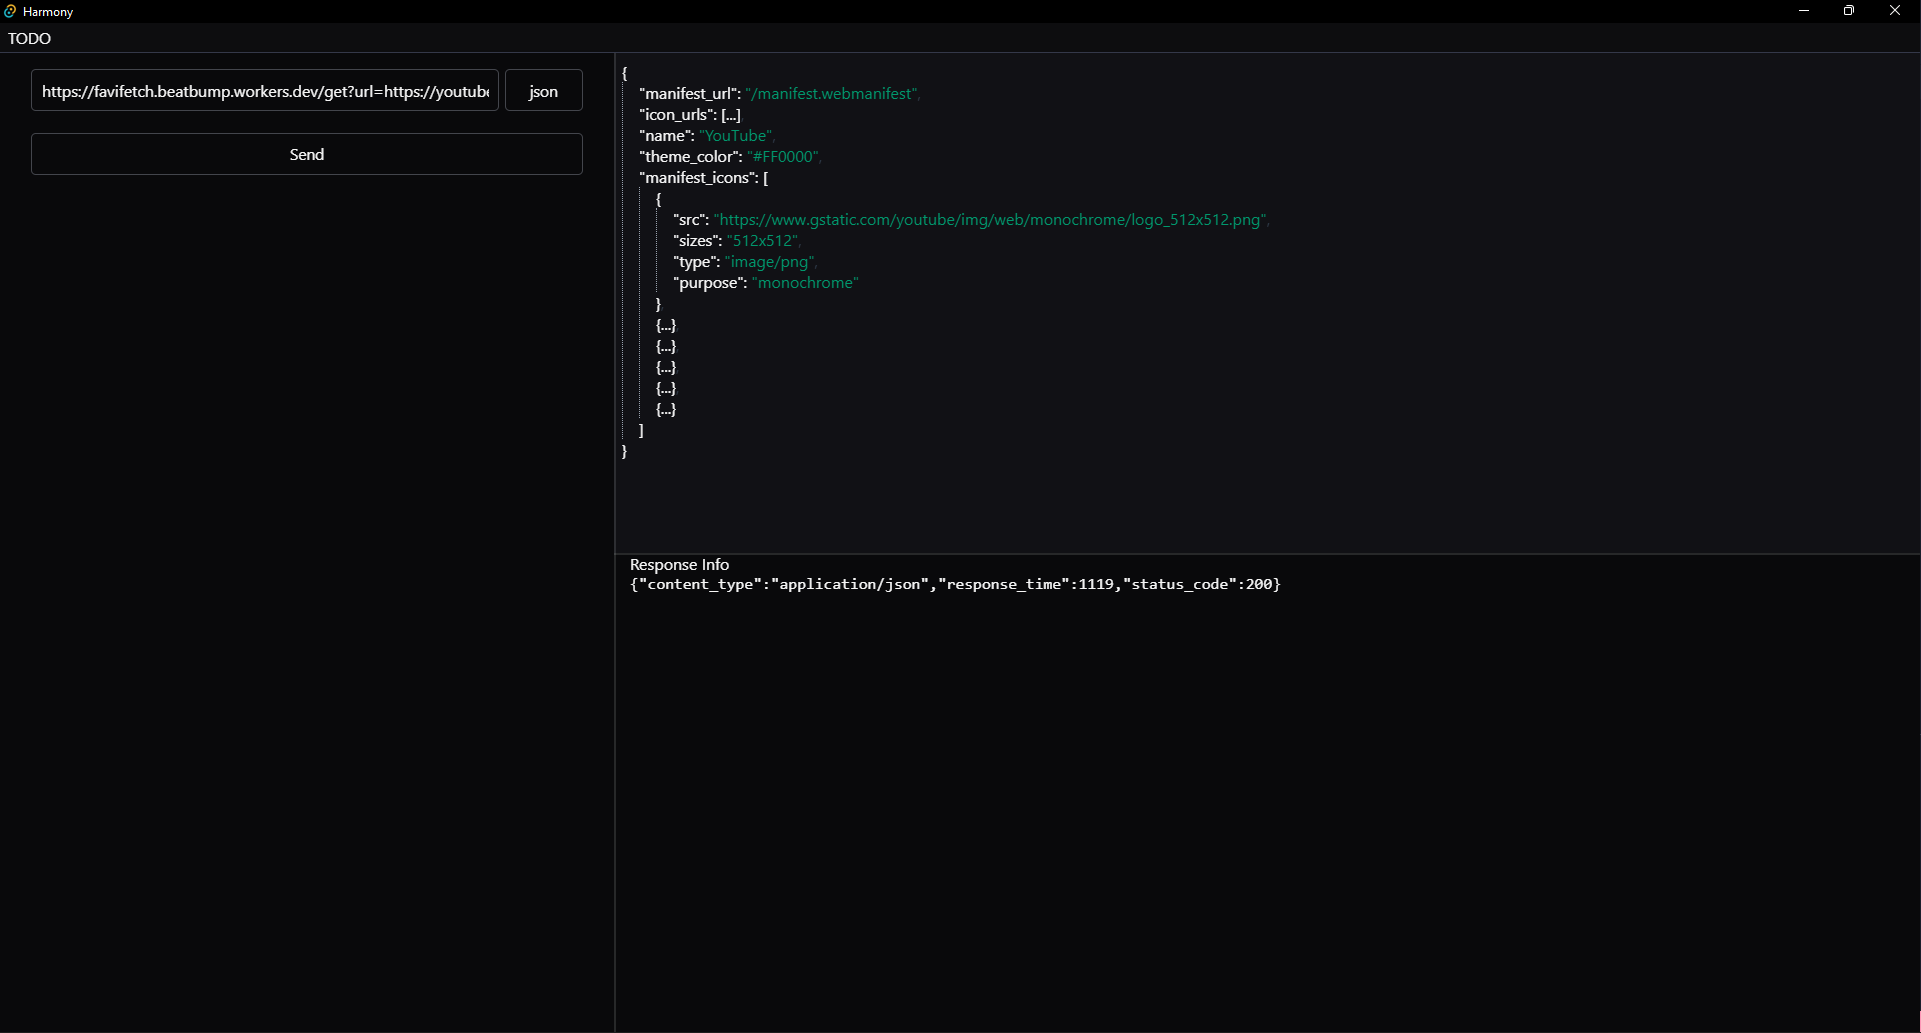 Harmony
TODO
https://favifetch.beatbump.workers.dev/get?url=https://youtube
json
Send
{
"manifest_url": "/manifest.webmanifest",
"icon_urls": [...],
"name": "YouTube",
"theme_color": "#FF0000",
"manifest_icons": [
{
"src": "https://www.gstatic.com/youtube/img/web/monochrome/logo_512x512.png",
"sizes": "512x512",
"type": "image/png",
"purpose": "monochrome"
},
{...},
{...},
{...},
{...},
{...}
]
}
Response Info
{"content_type":"application/json","response_time":1119,"status_code":200}